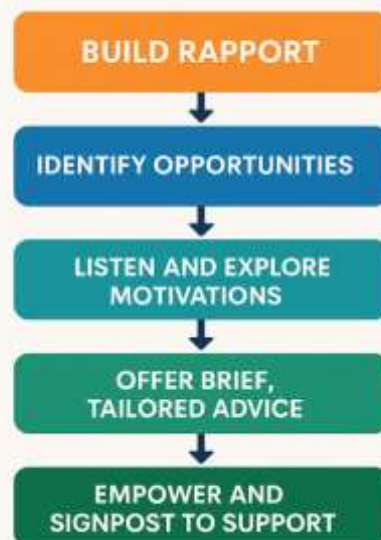 BUILD RAPPORT
IDENTIFY OPPORTUNITIES
LISTEN AND EXPLORE
MOTIVATIONS
OFFER BRIEF,
TAILORED ADVICE
EMPOWER AND
SIGNPOST TO SUPPORT